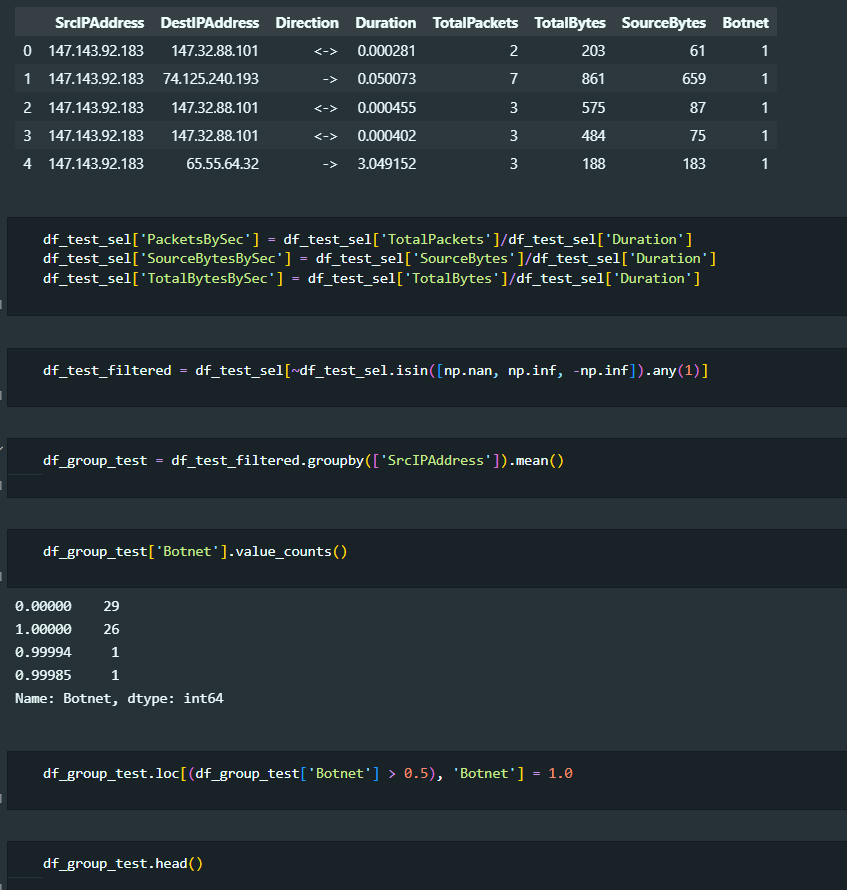 SrcIPAddress DestIPAddress Direction Duration TotalPackets TotalBytes SourceBytes Botnet
0 147.143.92.183 147.32.88.101 <-> 0.000281 2 203 61 1
1 147.143.92.183 74.125.240.193 -> 0.050073 7 861 659 1
2 147.143.92.183 147.32.88.101 <-> 0.000455 3 575 87 1
3 147.143.92.183 147.32.88.101 <-> 0.000402 3 484 75 1
4 147.143.92.183 65.55.64.32 -> 3.049152 3 188 183 1
df_test_sel['PacketsBySec'] = df_test_sel['TotalPackets']/df_test_sel['Duration']
df_test_sel['SourceBytesBySec'] = df_test_sel['SourceBytes']/df_test_sel['Duration']
df_test_sel['TotalBytesBySec'] = df_test_sel['TotalBytes']/df_test_sel['Duration']
df_test_filtered = df_test_sel[~df_test_sel.isin([np.nan, np.inf, -np.inf]).any(1)]
df_group_test = df_test_filtered.groupby(['SrcIPAddress']).mean()
df_group_test['Botnet'].value_counts()
0.00000 29
1.00000 26
0.99994 1
0.99985 1
Name: Botnet, dtype: int64
df_group_test.loc[(df_group_test['Botnet'] > 0.5), 'Botnet'] = 1.0
df_group_test.head()